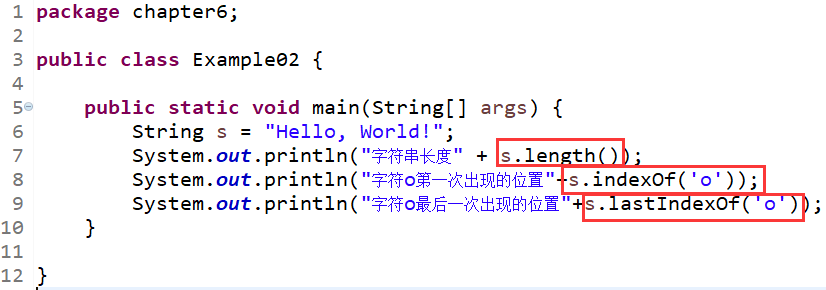 1 package chapter6;
2
3 public class Example02 {
4
5     public static void main(String[] args) {
6         String s = "Hello, World!";
7         System.out.println("字符串长度" + s.length());
8         System.out.println("字符o第一次出现的位置"+s.indexOf('o'));
9         System.out.println("字符o最后一次出现的位置"+s.lastIndexOf('o'));
10     }
11
12 }